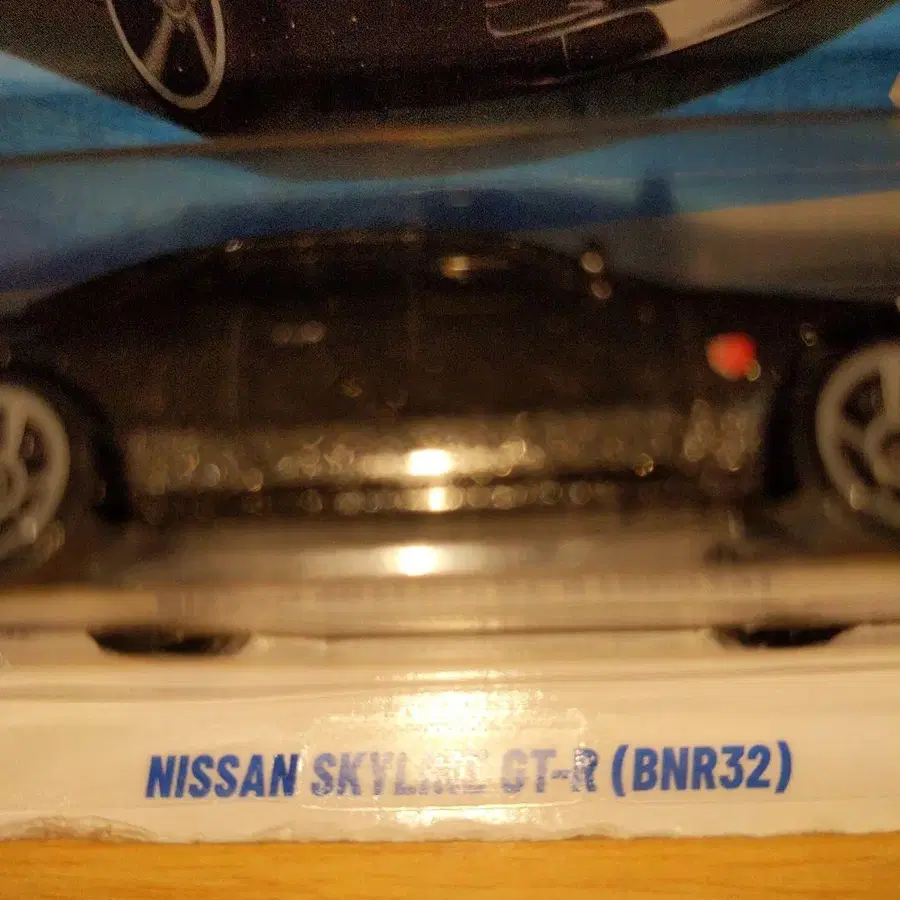 NISSAN SKYLINE GT-R (BNR32)